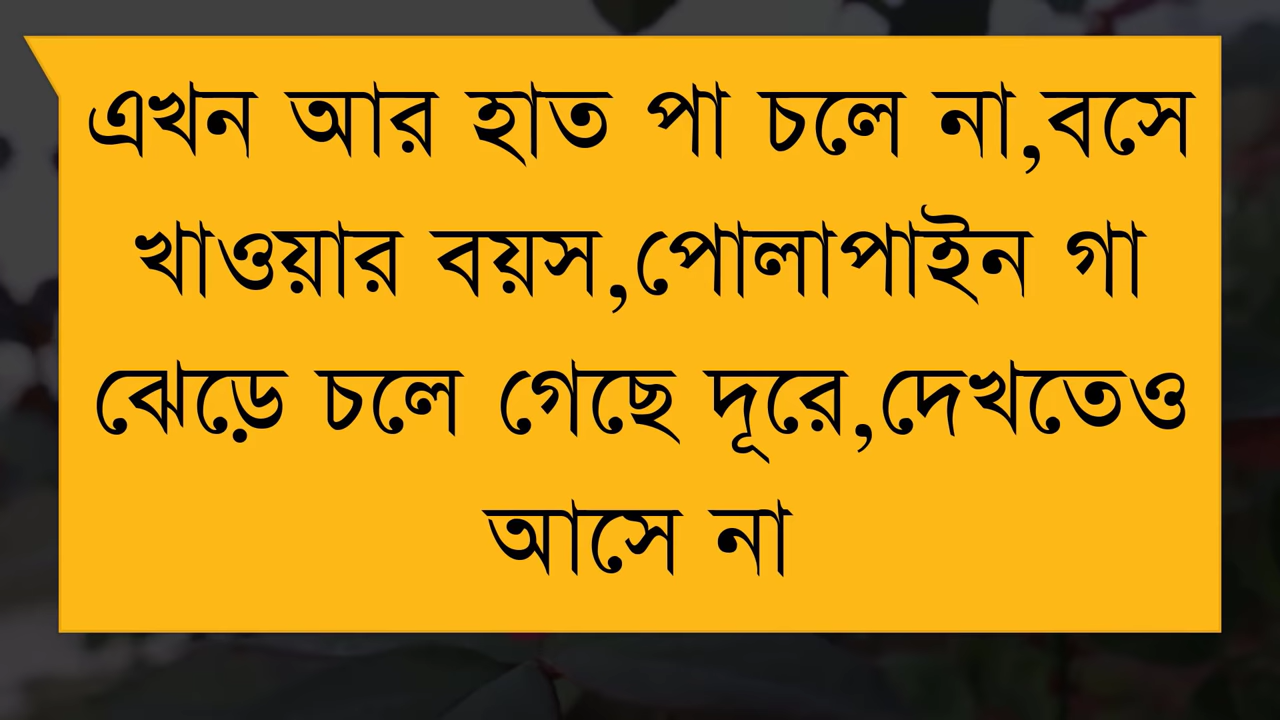 এখন আর হাত পা চলে না,বসে
খাওয়ার বয়স,পোলাপাইন গা
ঝেড়ে চলে গেছে দূরে,দেখতেও
আসে না